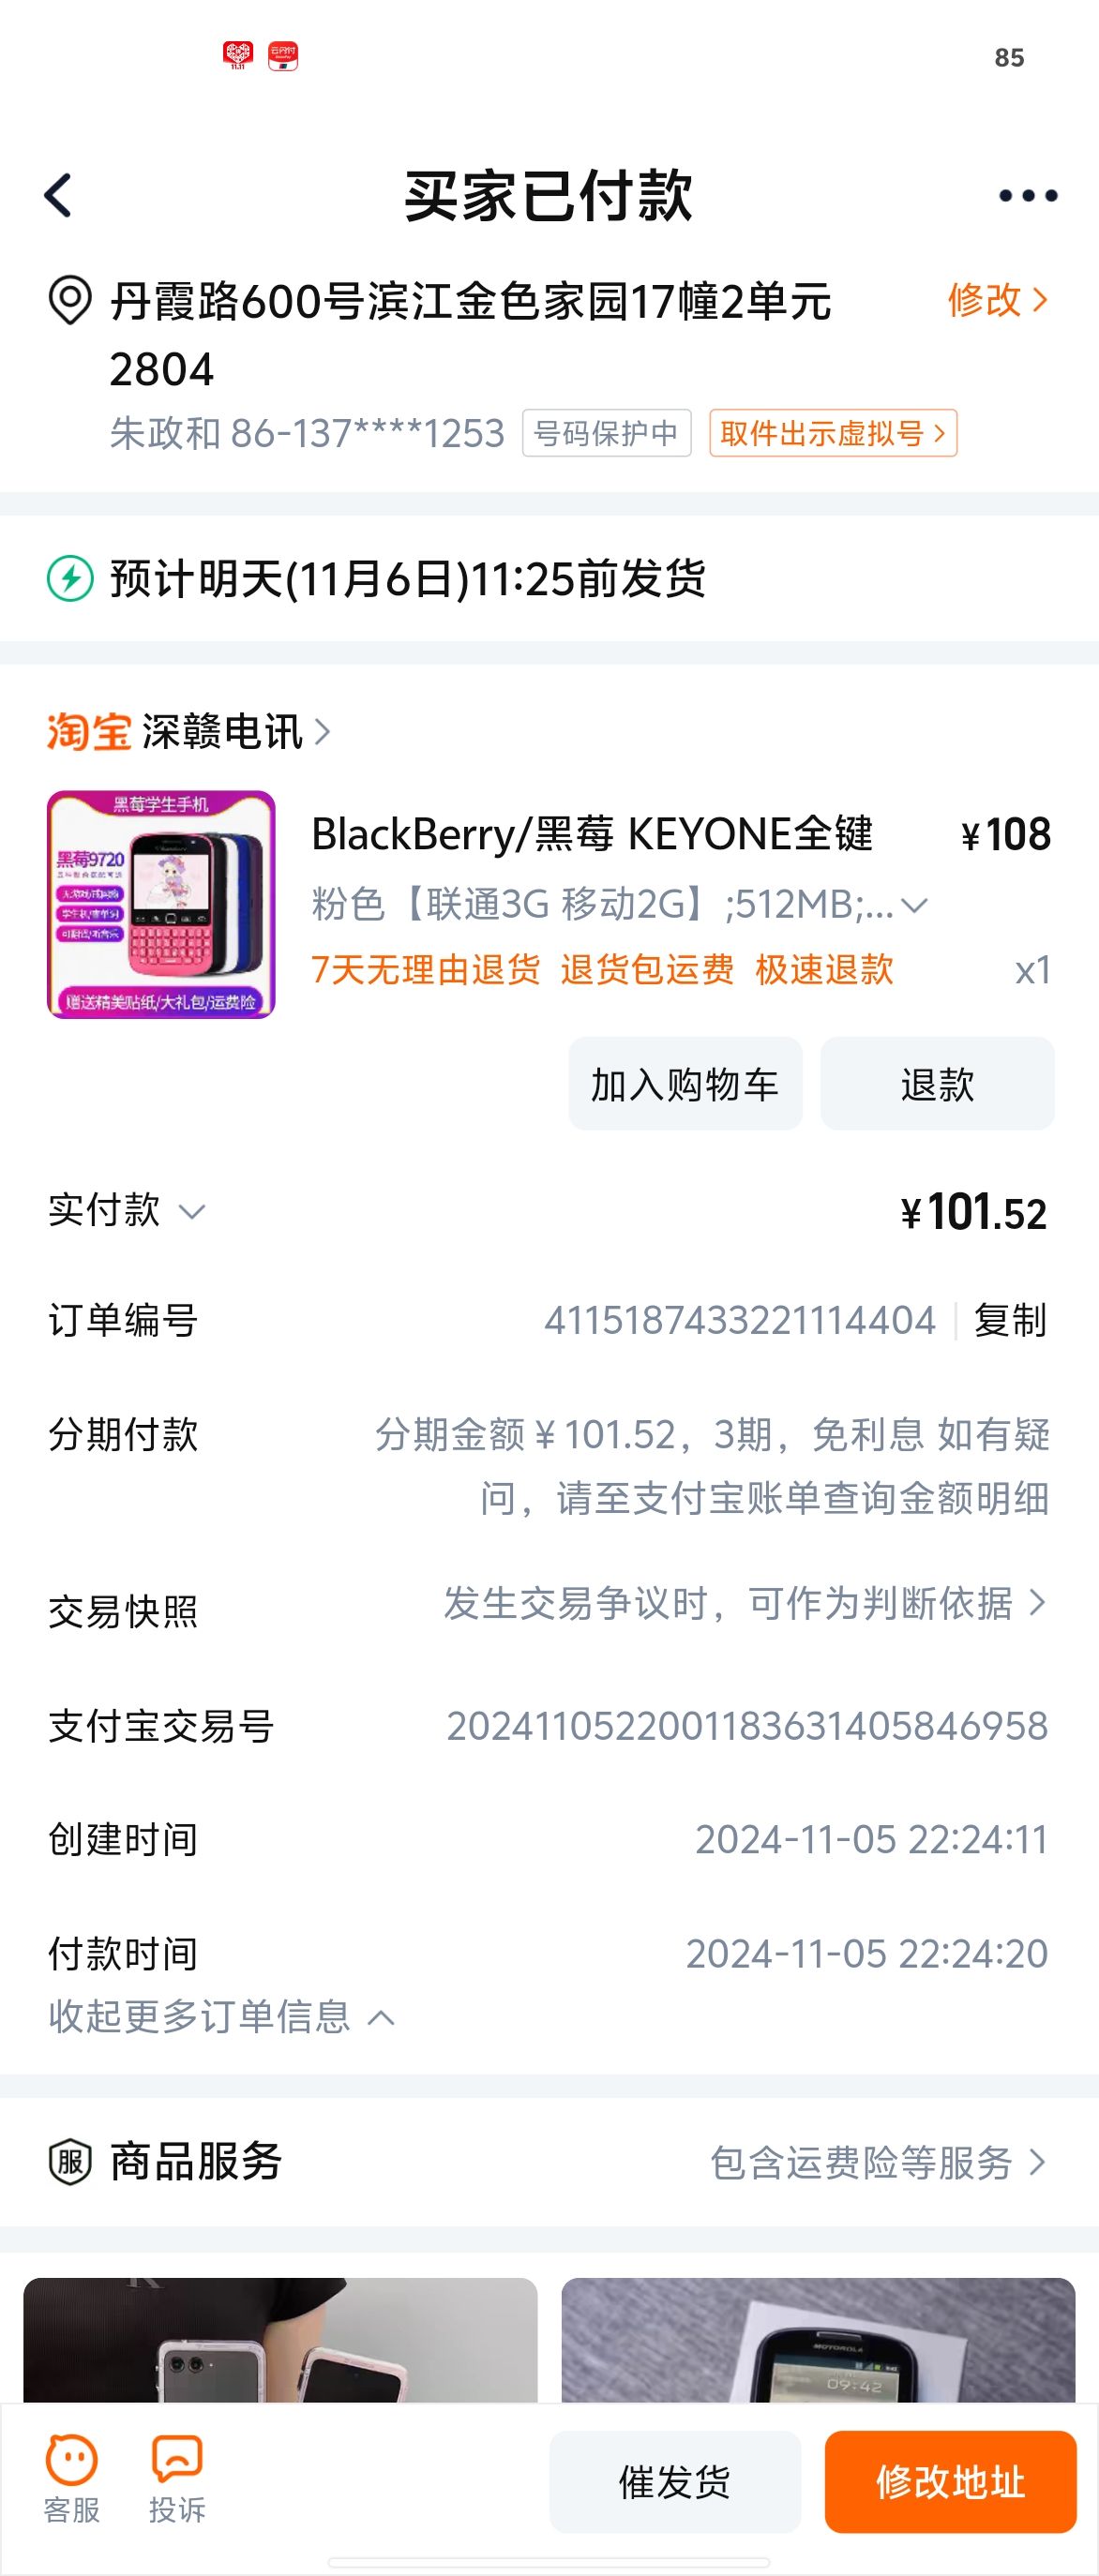 85
买家已付款
丹霞路600号滨江金色家园17幢2单元
2804
修改
朱政和 86-137****1253 号码保护中 取件出示虚拟号
预计明天(11月6日)11:25前发货
淘宝 深赣电讯
黑莓学生手机
黑莓9720
赠送精美贴纸/大礼包/运费险
BlackBerry/黑莓 KEYONE全键 ¥108
粉色【联通3G 移动2G】;512MB;...
7天无理由退货 退货包运费 极速退款 x1
加入购物车 退款
实付款 ¥101.52
订单编号 4115187433221114404 复制
分期付款 分期金额¥101.52，3期，免利息 如有疑
问，请至支付宝账单查询金额明细
交易快照 发生交易争议时，可作为判断依据
支付宝交易号 2024110522001183631405846958
创建时间 2024-11-05 22:24:11
付款时间 2024-11-05 22:24:20
收起更多订单信息
服 商品服务 包含运费险等服务
MOTOROLA
09:42
客服 投诉 催发货 修改地址